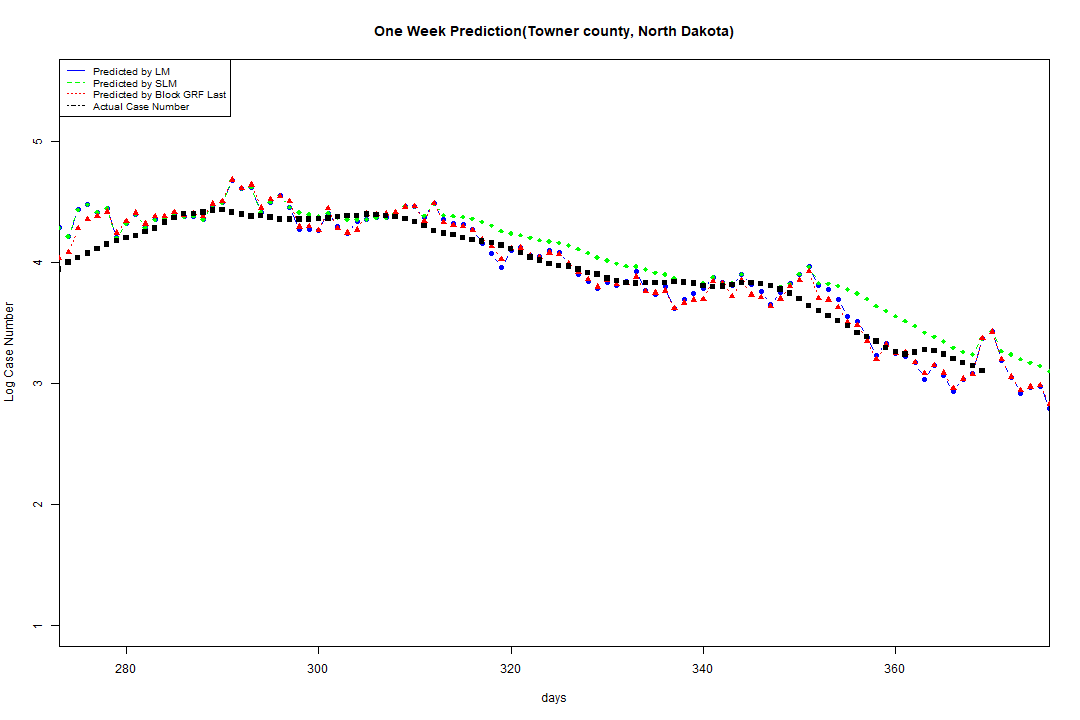 One Week Prediction(Towner county, North Dakota)
Predicted by LM
Predicted by SLM
Predicted by Block GRF Last
Actual Case Number
5
4
3
2
1
Log Case Number
280 300 320 340 360
days